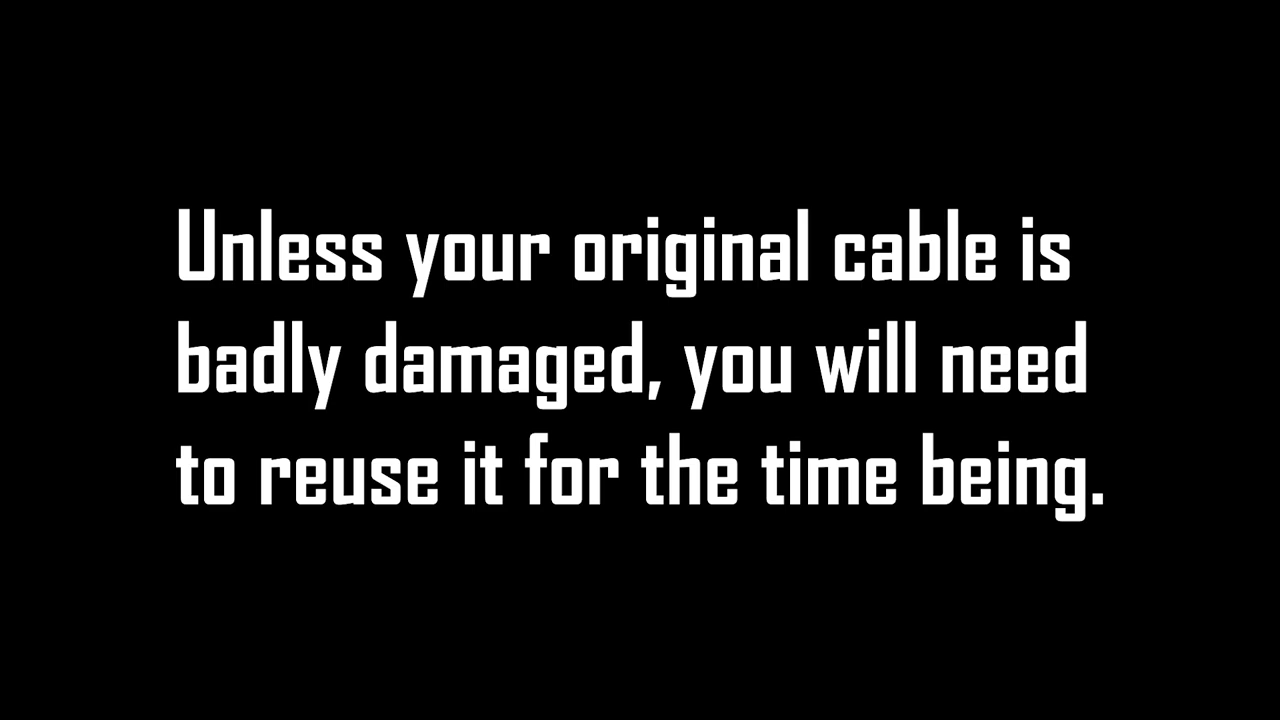 Unless your original cable is
badly damaged, you will need
to reuse it for the time being.